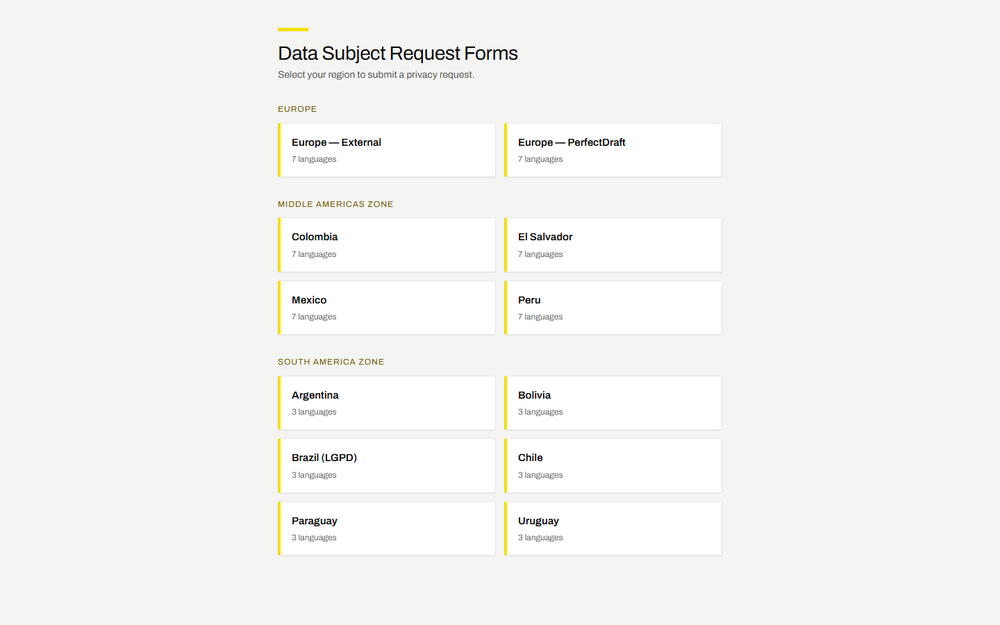 Data Subject Request Forms
Select your region to submit a privacy request.
EUROPE
Europe — External
7 languages
Europe — PerfectDraft
7 languages
MIDDLE AMERICAS ZONE
Colombia
7 languages
El Salvador
7 languages
Mexico
7 languages
Peru
7 languages
SOUTH AMERICA ZONE
Argentina
3 languages
Bolivia
3 languages
Brazil (LGPD)
3 languages
Chile
3 languages
Paraguay
3 languages
Uruguay
3 languages